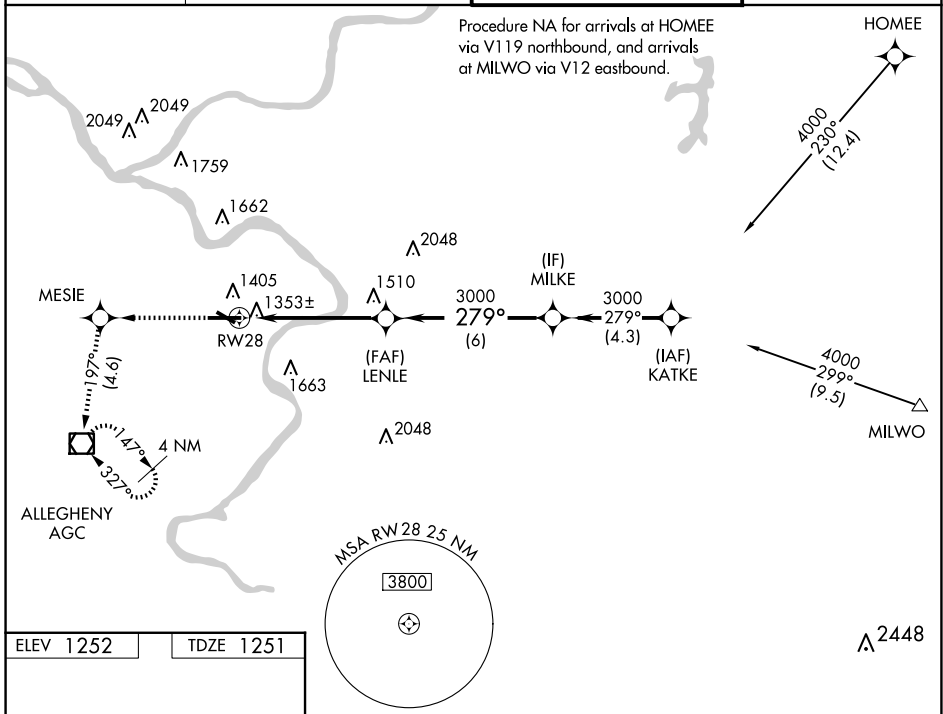 Procedure NA for arrivals at HOMEE
via V119 northbound, and arrivals
at MILWO via V12 eastbound.
HOMEE
4000
230°
(12.4)
2049
2049
1759
1662
2048
(IF)
MILKE
MESIE
1405
1353±
1510
3000
279°
(6)
3000
279°
(4.3)
RW28
(FAF)
LENLE
(IAF)
KATKE
197°
(4.6)
1663
4000
299°
(9.5)
MILWO
2048
147°
4 NM
327°
ALLEGHENY
AGC
MSA RW 28 25 NM
3800
ELEV 1252
TDZE 1251
2448